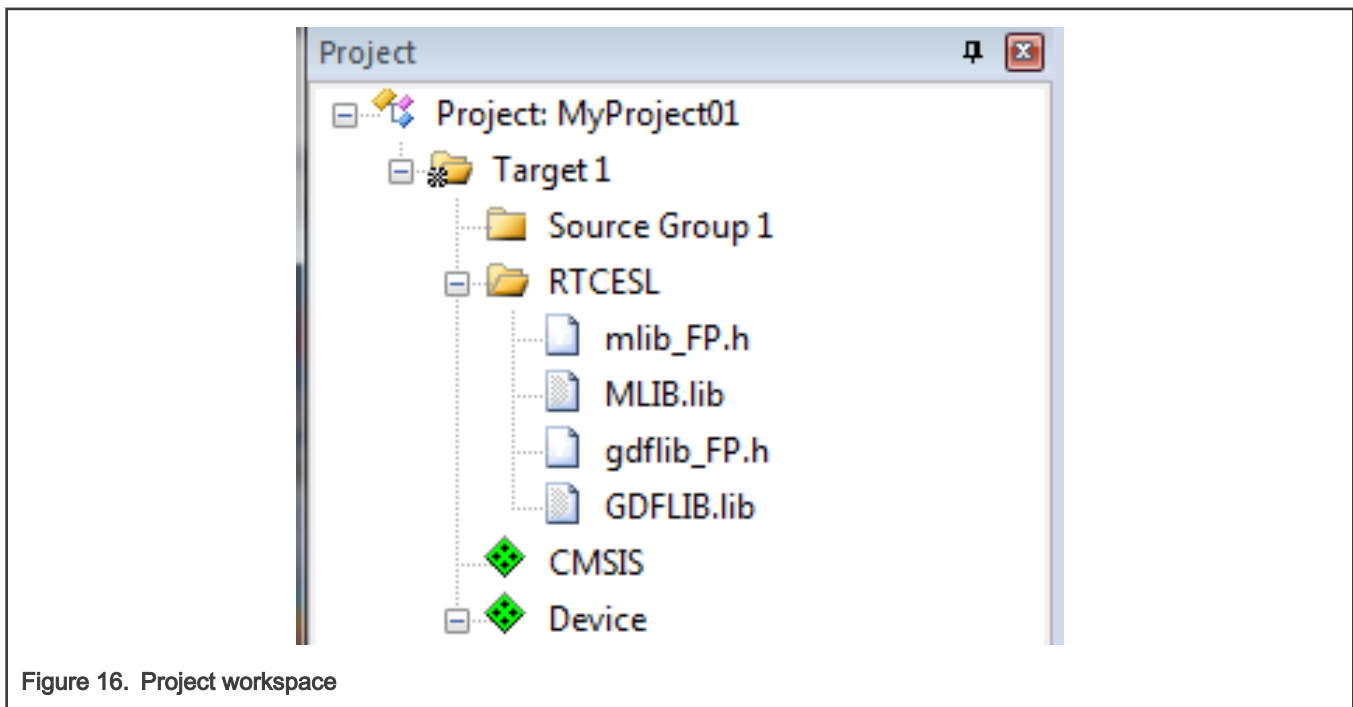 Project
Project: MyProject01
Target 1
Source Group 1
RTCESL
mlib_FP.h
MLIB.lib
gdflib_FP.h
GDFLIB.lib
CMSIS
Device
Figure 16. Project workspace